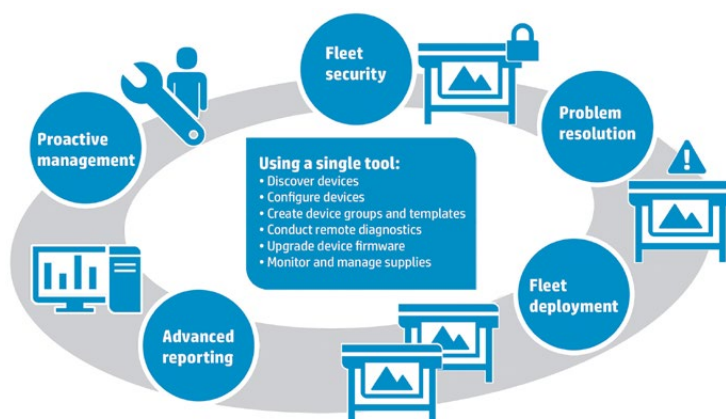 Fleet
security
Proactive
management
Problem
resolution
Using a single tool:
• Discover devices
• Configure devices
• Create device groups and templates
• Conduct remote diagnostics
• Upgrade device firmware
• Monitor and manage supplies
Fleet
deployment
Advanced
reporting